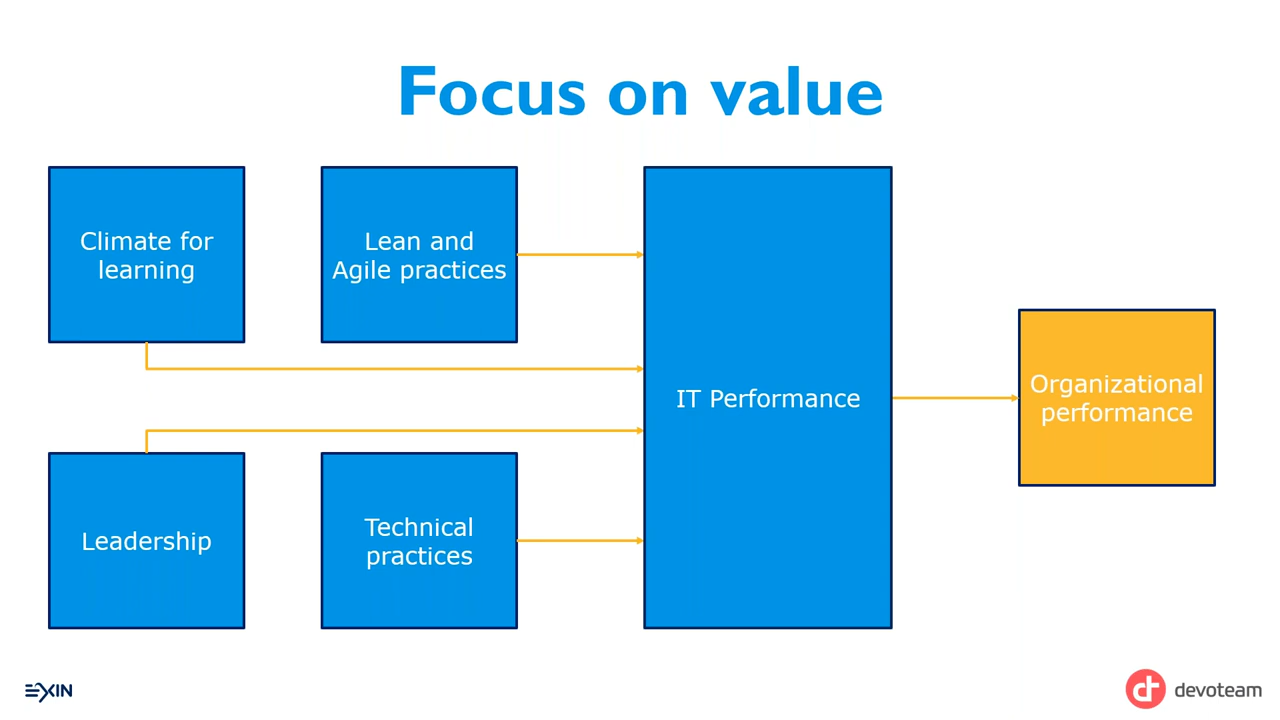 Focus on value
Climate for
learning
Lean and
Agile practices
IT Performance
Organizational
performance
Leadership
Technical
practices
EXIN
devoteam